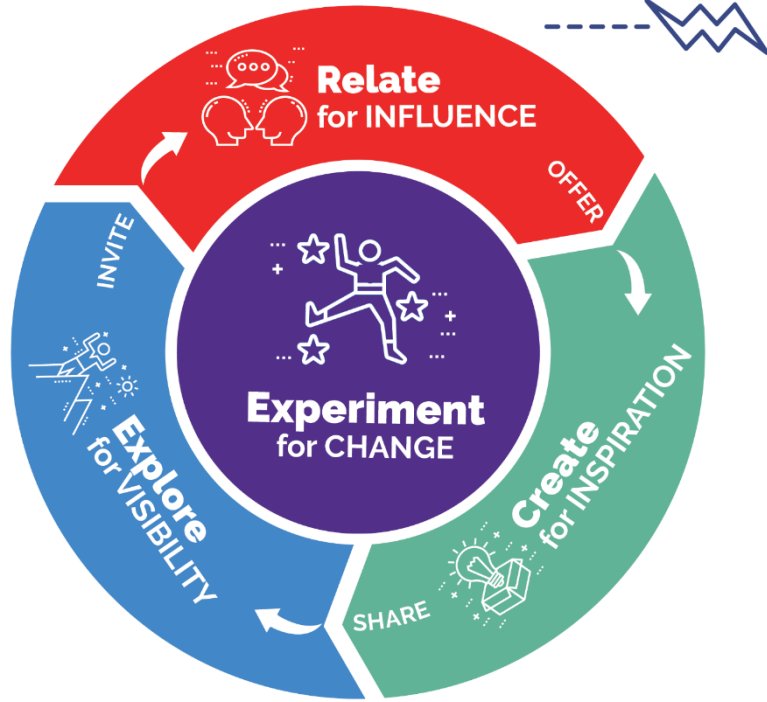 Relate
for INFLUENCE
OFFER
Create
for INSPIRATION
SHARE
Explore
for VISIBILITY
INVITE
Experiment
for CHANGE